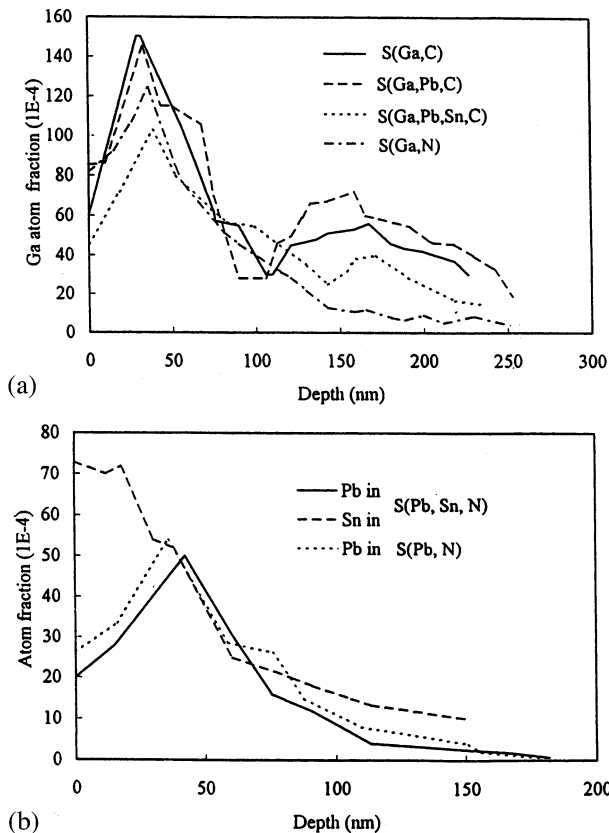 160
140
120
100
80
60
40
20
0
Ga atom fraction (1E-4)
S(Ga,C)
S(Ga,Pb,C)
S(Ga,Pb,Sn,C)
S(Ga,N)
0 50 100 150 200 250 300
Depth (nm)
(a)
80
70
60
50
40
30
20
10
0
Atom fraction (1E-4)
Pb in
S(Pb, Sn, N)
Sn in
Pb in S(Pb, N)
0 50 100 150 200
Depth (nm)
(b)